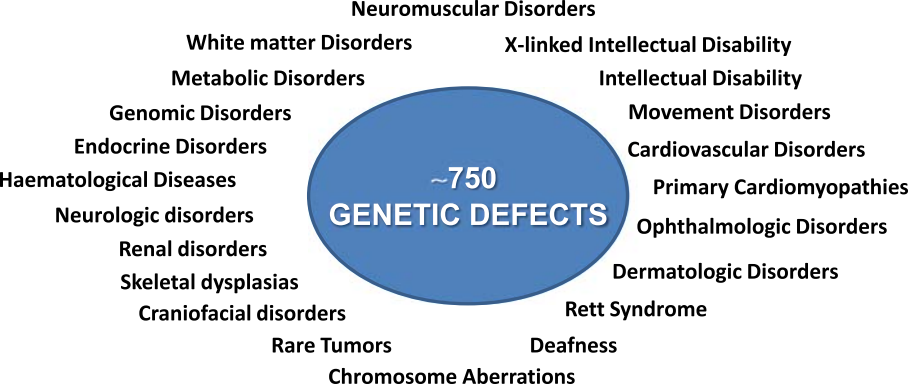 Neuromuscular Disorders
White matter Disorders
X-linked Intellectual Disability
Metabolic Disorders
Intellectual Disability
Genomic Disorders
Movement Disorders
Endocrine Disorders
Cardiovascular Disorders
Haematological Diseases
~750
Primary Cardiomyopathies
Neurologic disorders
GENETIC DEFECTS
Ophthalmologic Disorders
Renal disorders
Dermatologic Disorders
Skeletal dysplasias
Craniofacial disorders
Rett Syndrome
Rare Tumors
Deafness
Chromosome Aberrations